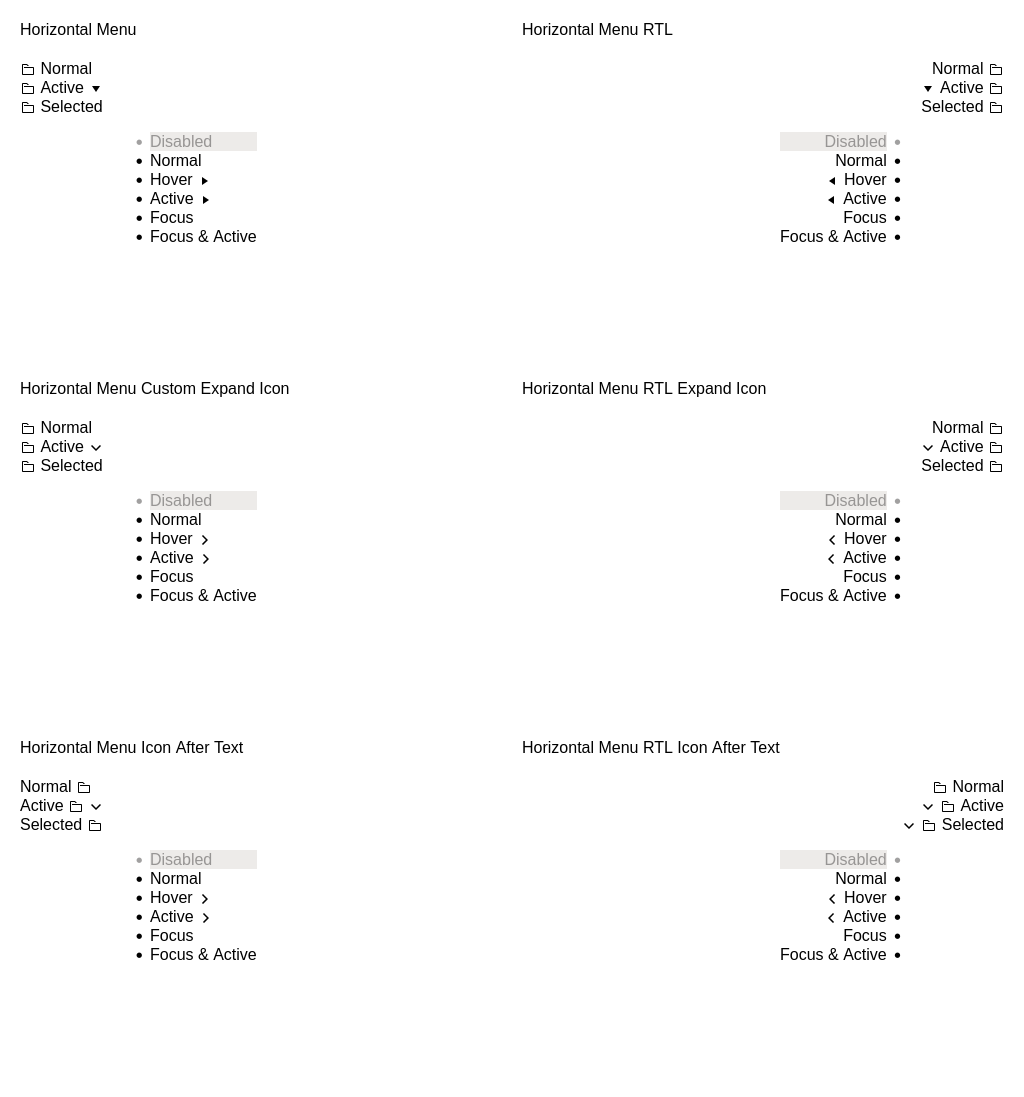 Horizontal Menu
Normal
Active
Selected
Disabled
Normal
Hover
Active
Focus
Focus & Active
Horizontal Menu RTL
Normal
Active
Selected
Disabled
Normal
Hover
Active
Focus
Focus & Active
Horizontal Menu Custom Expand Icon
Normal
Active
Selected
Disabled
Normal
Hover
Active
Focus
Focus & Active
Horizontal Menu RTL Expand Icon
Normal
Active
Selected
Disabled
Normal
Hover
Active
Focus
Focus & Active
Horizontal Menu Icon After Text
Normal
Active
Selected
Disabled
Normal
Hover
Active
Focus
Focus & Active
Horizontal Menu RTL Icon After Text
Normal
Active
Selected
Disabled
Normal
Hover
Active
Focus
Focus & Active